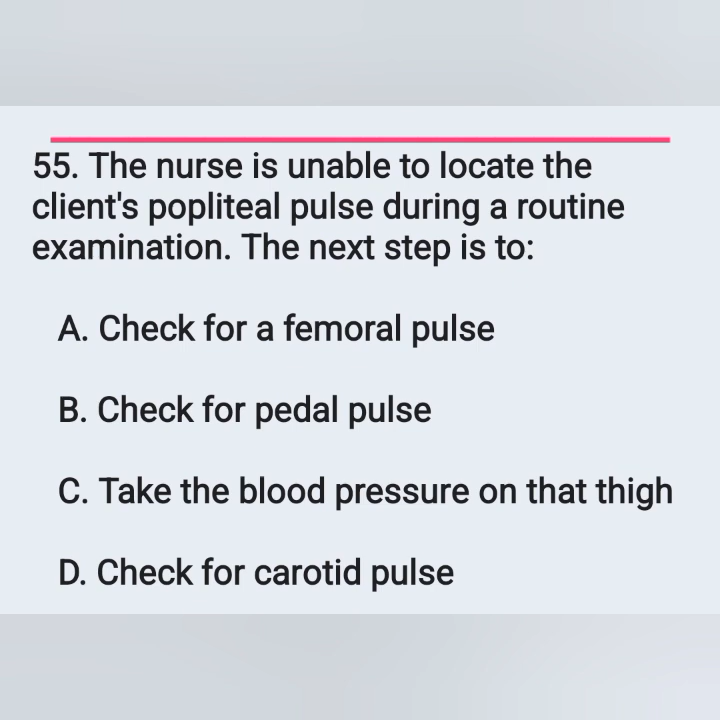 55. The nurse is unable to locate the
client's popliteal pulse during a routine
examination. The next step is to:
A. Check for a femoral pulse
B. Check for pedal pulse
C. Take the blood pressure on that thigh
D. Check for carotid pulse